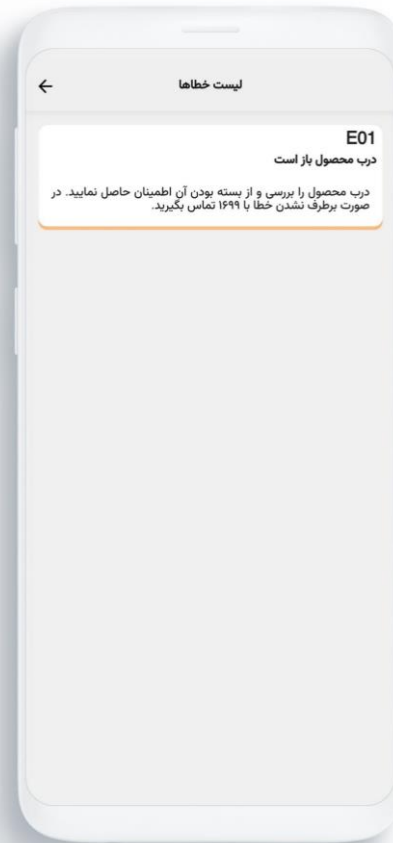 لیست خطاها
E01
درب محصول باز است
درب محصول را بررسی و از بسته بودن آن اطمینان حاصل نمایید. در
صورت برطرف نشدن خطا با ۱۶۹۹ تماس بگیرید.